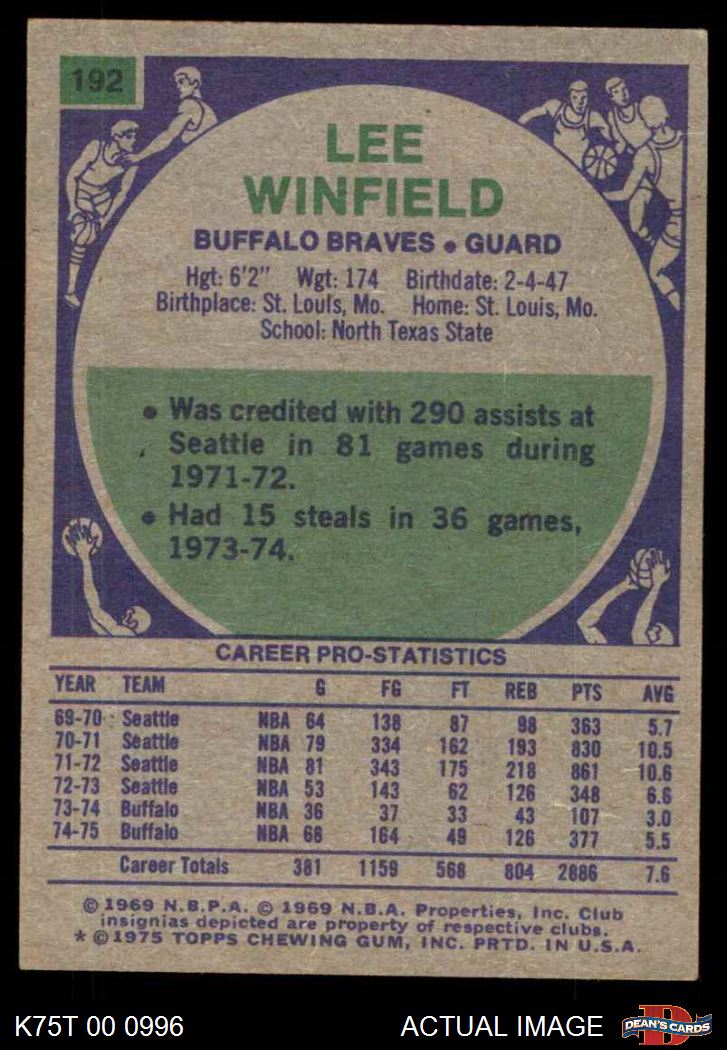 192
LEE
WINFIELD
BUFFALO BRAVES • GUARD
Hgt: 6'2" Wgt: 174 Birthdate: 2-4-47
Birthplace: St. Louis, Mo. Home: St. Louis, Mo.
School: North Texas State
• Was credited with 290 assists at
Seattle in 81 games during
1971-72.
• Had 15 steals in 36 games,
1973-74.
CAREER PRO-STATISTICS
YEAR TEAM G FG FT REB PTS AVG
69-70 Seattle NBA 64 138 87 98 363 5.7
70-71 Seattle NBA 79 334 162 193 830 10.5
71-72 Seattle NBA 81 343 175 218 861 10.6
72-73 Seattle NBA 53 143 62 126 348 6.6
73-74 Buffalo NBA 36 37 33 43 107 3.0
74-75 Buffalo NBA 68 164 49 126 377 5.5
Career Totals 381 1159 568 804 2886 7.6
© 1969 N.B.P.A. © 1969 N.B.A. Properties, Inc. Club
insignias depicted are property of respective clubs.
* © 1975 TOPPS CHEWING GUM, INC. PRTD. IN U.S.A.
K75T 00 0996 ACTUAL IMAGE D DEAN'S CARDS